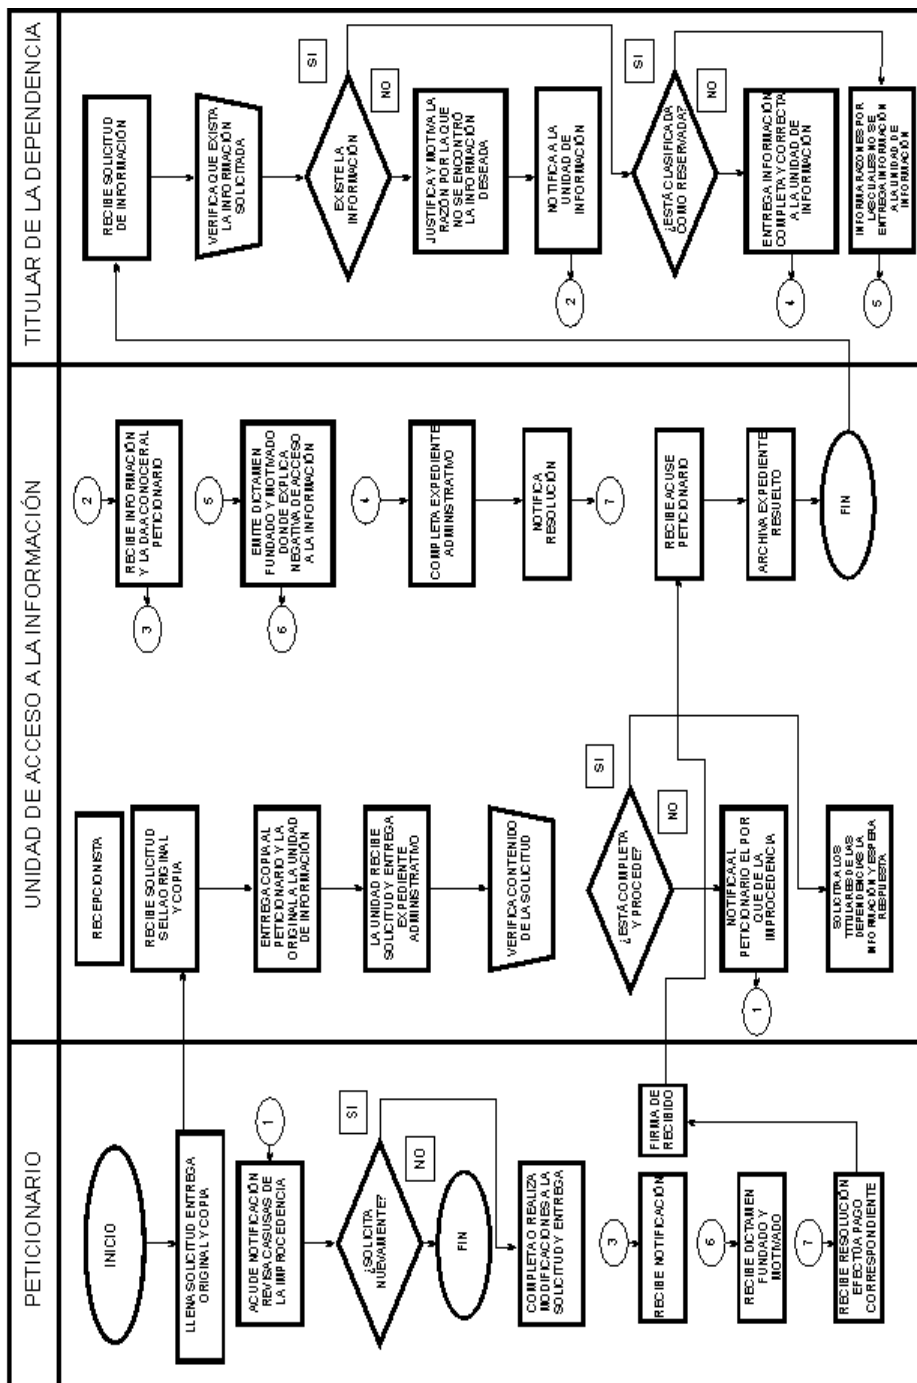 PETICIONARIO
INICIO
LLENA SOLICITUD ENTREGA
ORIGINAL Y COPIA
1
ACUDE NOTIFICACIÓN
REVISA CASUSAS DE
LA IMPROCEDENCIA
¿SOLICITA
NUEVAMENTE?
SI
NO
FIN
COMPLETA O REALIZA
MODIFICACIONES A LA
SOLICITUD Y ENTREGA
3
RECIBE NOTIFICACIÓN
6
RECIBE DICTAMEN
FUNDADO Y
MOTIVADO
7
RECIBE RESOLUCIÓN
EFECTÚA PAGO
CORRESPONDIENTE
FIRMA DE
RECIBIDO
UNIDAD DE ACCESO A LA INFORMACIÓN
RECEPCIONISTA
RECIBE SOLICITUD
SELLA ORIGINAL
Y COPIA
ENTREGA COPIA AL
PETICIONARIO Y LA
ORIGINAL A LA UNIDAD
DE INFORMACIÓN
LA UNIDAD RECIBE
SOLICITUD Y ENTREGA
EXPEDIENTE
ADMINISTRATIVO
VERIFICA CONTENIDO
DE LA SOLICITUD
¿ESTÁ COMPLETA
Y PROCEDE?
SI
NO
NOTIFICA AL
PETICIONARIO EL POR
QUE DE LA
IMPROCEDENCIA
1
SOLICITA A LOS
TITULARES DE LAS
DEPENDENCIAS LA
INFORMACIÓN Y ESPERA
RESPUESTA
2
RECIBE INFORMACIÓN
Y LA DA A CONOCER AL
PETICIONARIO
3
5
EMITE DICTAMEN
FUNDADO Y MOTIVADO
DONDE EXPLICA
NEGATIVA DE ACCESO
A LA INFORMACIÓN
6
4
COMPLETA EXPEDIENTE
ADMINISTRATIVO
NOTIFICA
RESOLUCIÓN
7
RECIBE ACUSE
PETICIONARIO
ARCHIVA EXPEDIENTE
RESUELTO
FIN
TITULAR DE LA DEPENDENCIA
RECIBE SOLICITUD
DE INFORMACIÓN
VERIFICA QUE EXISTA
LA INFORMACIÓN
SOLICITADA
EXISTE LA
INFORMACIÓN
SI
NO
JUSTIFICA Y MOTIVA LA
RAZÓN POR LA QUE
NO SE ENCONTRÓ
LA INFORMACIÓN
DESEADA
NOTIFICA A LA
UNIDAD DE
INFORMACIÓN
2
¿ESTÁ CLASIFICADA
COMO RESERVADA?
SI
NO
ENTREGA INFORMACIÓN
COMPLETA Y CORRECTA
A LA UNIDAD DE
INFORMACIÓN
4
INFORMA RAZONES POR
LAS CUALES NO SE
ENTREGA INFORMACIÓN
A LA UNIDAD DE
INFORMACIÓN
5